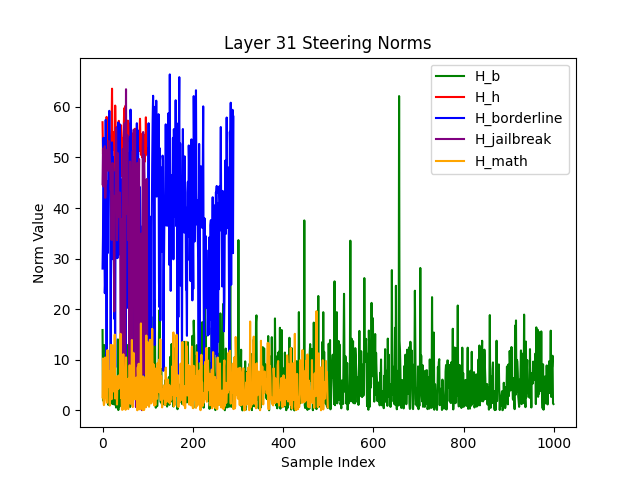 Layer 31 Steering Norms
H_b
H_h
H_borderline
H_jailbreak
H_math
Norm Value
60
50
40
30
20
10
0
0 200 400 600 800 1000
Sample Index